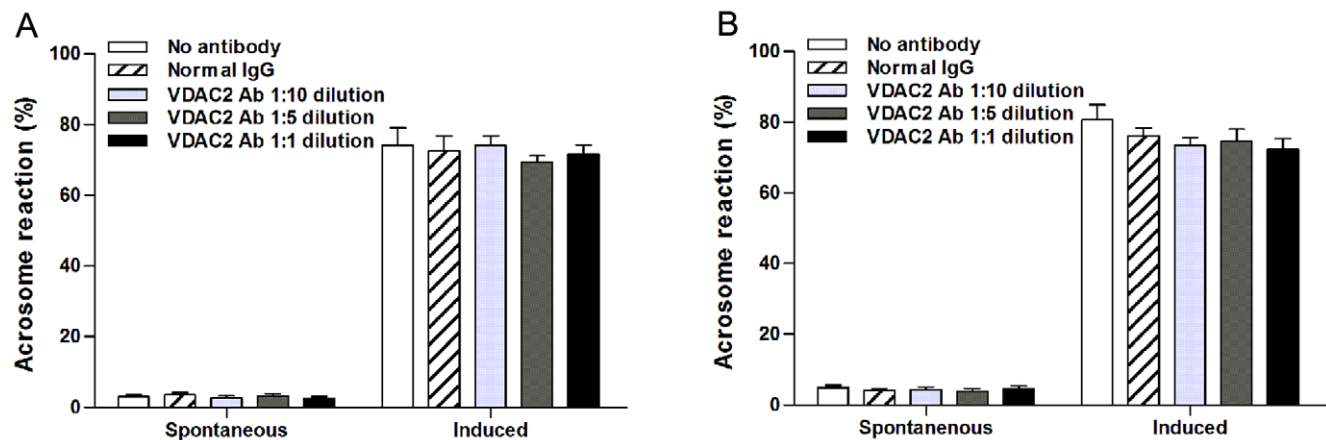 A
Acrosome reaction (%)
100
80
60
40
20
0
No antibody
Normal IgG
VDAC2 Ab 1:10 dilution
VDAC2 Ab 1:5 dilution
VDAC2 Ab 1:1 dilution
Spontaneous
Induced
B
Acrosome reaction (%)
100
80
60
40
20
0
No antibody
Normal IgG
VDAC2 Ab 1:10 dilution
VDAC2 Ab 1:5 dilution
VDAC2 Ab 1:1 dilution
Spontanenous
Induced